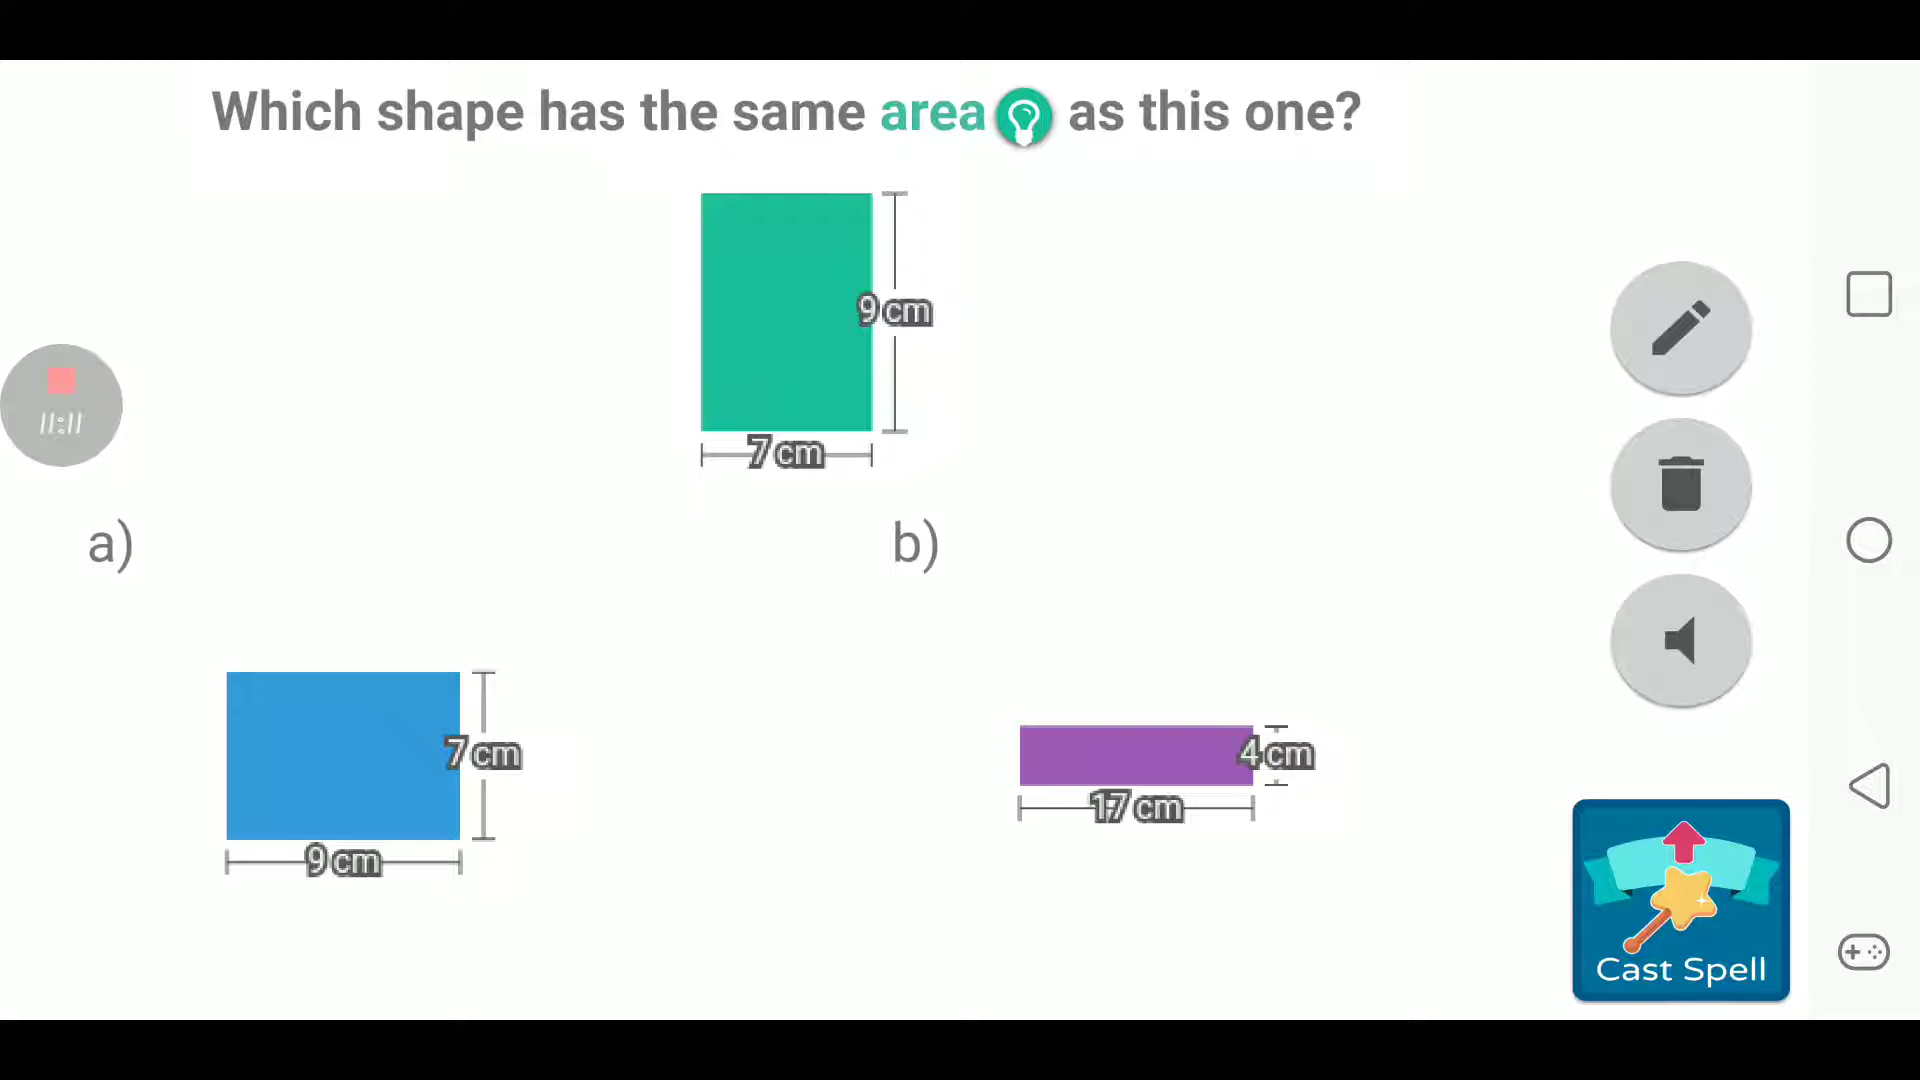 Which shape has the same area as this one?
9 cm
7 cm
a)
b)
7 cm
9 cm
4 cm
17 cm
Cast Spell